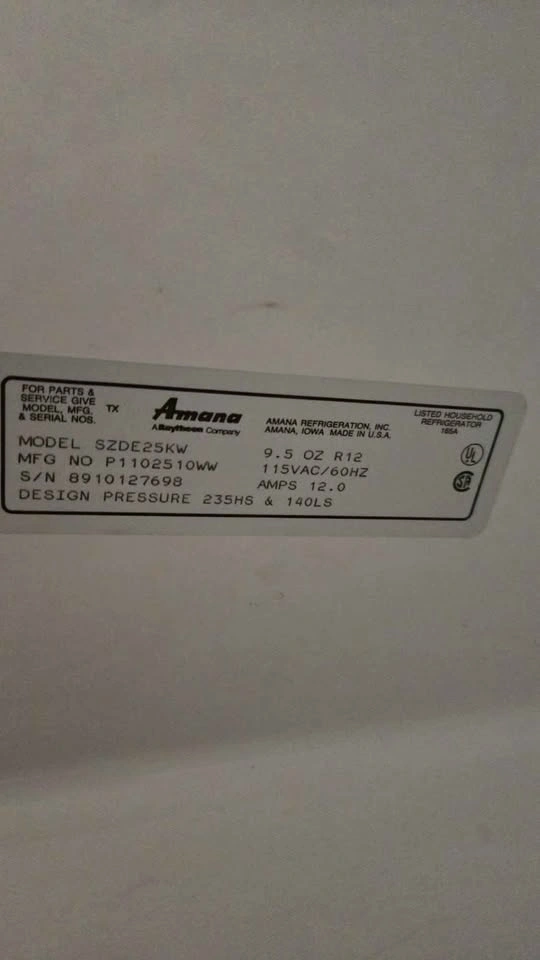 FOR PARTS &
SERVICE GIVE
MODEL, MFG.
& SERIAL NOS.
TX
Amana
A Raytheon Company
AMANA REFRIGERATION, INC.
AMANA, IOWA MADE IN U.S.A.
LISTED HOUSEHOLD
REFRIGERATOR
165A
MODEL SZDE25KW
9.5 OZ R12
MFG NO P1102510WW
115VAC/60HZ
S/N 8910127698
AMPS 12.0
DESIGN PRESSURE 235HS & 140LS
UL
SA